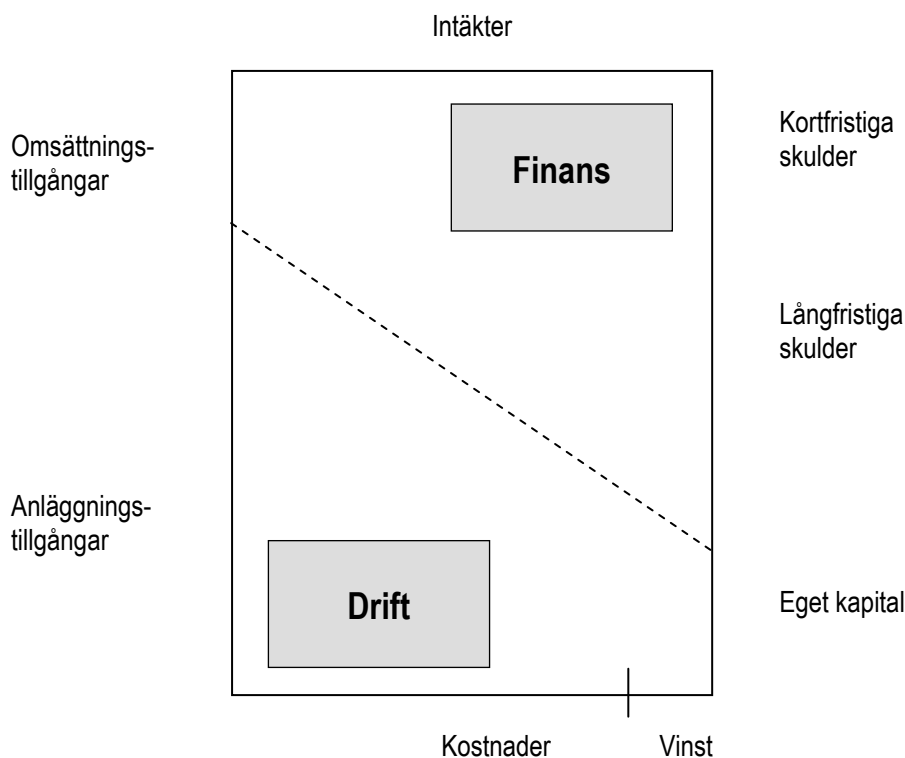 Intäkter
Omsättnings-
tillgångar
Finans
Kortfristiga
skulder
Långfristiga
skulder
Anläggnings-
tillgångar
Drift
Eget kapital
Kostnader
Vinst